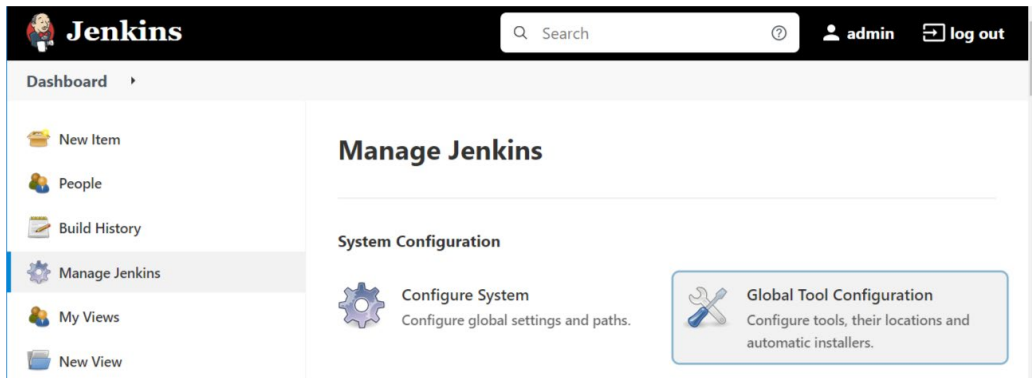 Jenkins
Search
admin
log out
Dashboard
New Item
People
Build History
Manage Jenkins
My Views
New View
Manage Jenkins
System Configuration
Configure System
Configure global settings and paths.
Global Tool Configuration
Configure tools, their locations and
automatic installers.